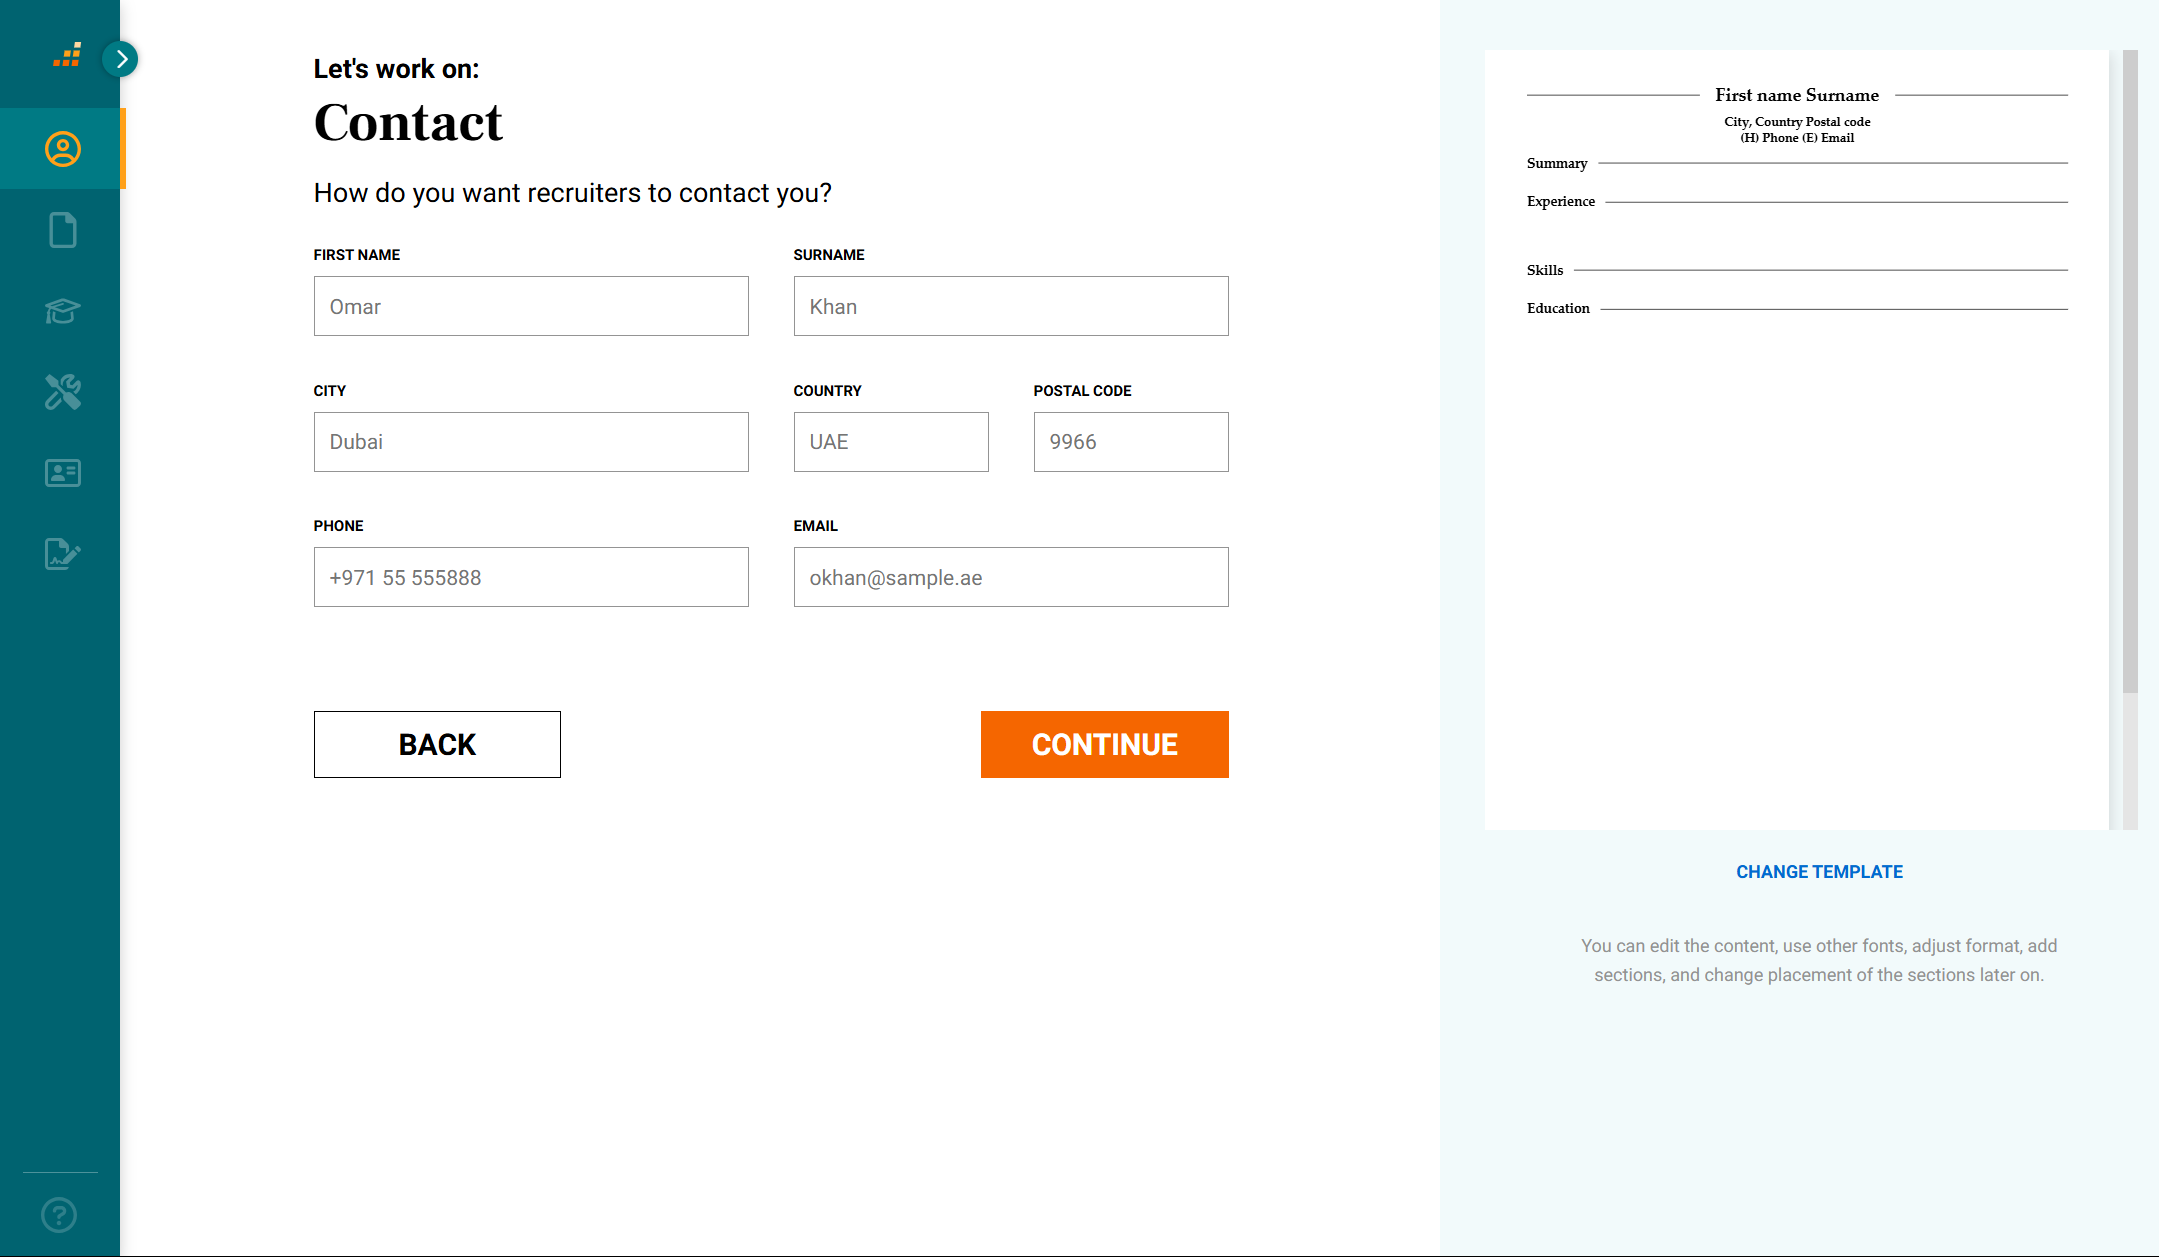 Let's work on:
Contact
How do you want recruiters to contact you?
FIRST NAME
SURNAME
Omar
Khan
CITY
COUNTRY
POSTAL CODE
Dubai
UAE
9966
PHONE
EMAIL
+971 55 555888
okhan@sample.ae
BACK
CONTINUE
First name Surname
City, Country Postal code
(H) Phone (E) Email
Summary
Experience
Skills
Education
CHANGE TEMPLATE
You can edit the content, use other fonts, adjust format, add
sections, and change placement of the sections later on.
?